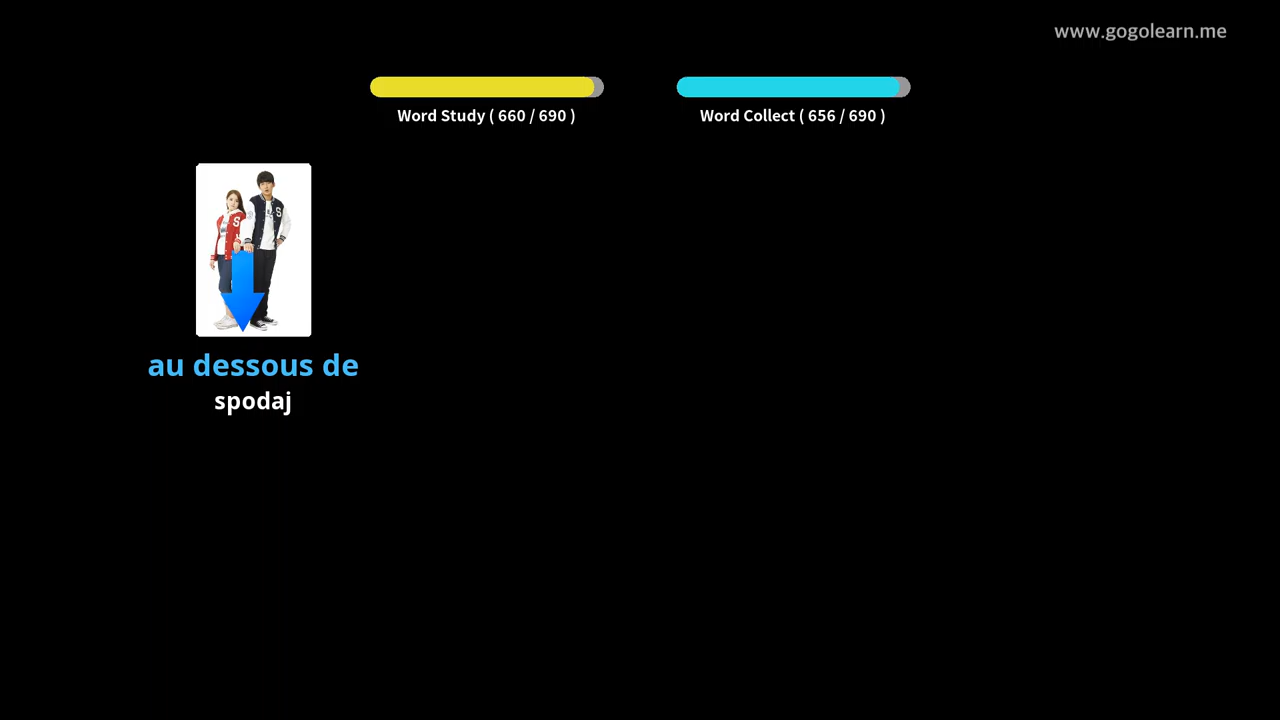 www.gogolearn.me
Word Study ( 660 / 690 )
Word Collect ( 656 / 690 )
S
S
au dessous de
spodaj